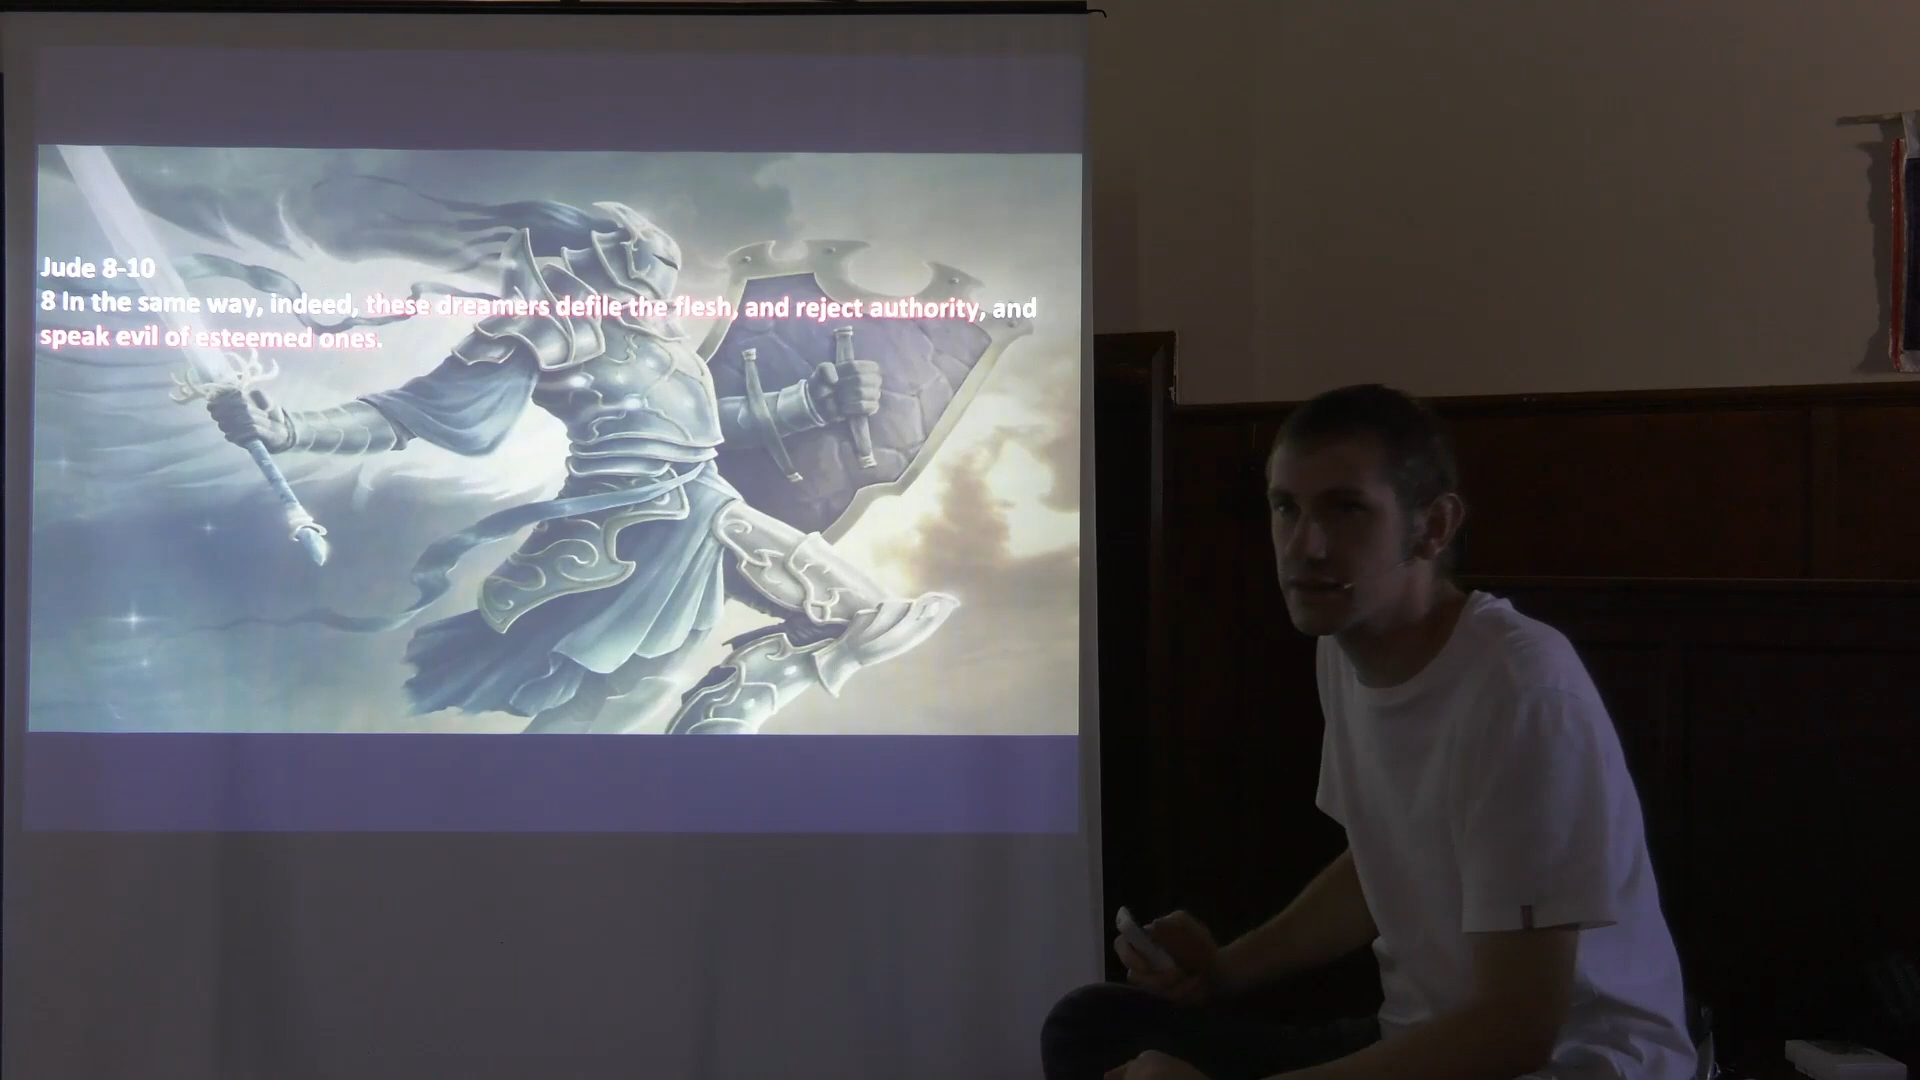 Jude 8-10
8 In the same way, indeed, these dreamers defile the flesh, and reject authority, and
speak evil of esteemed ones.